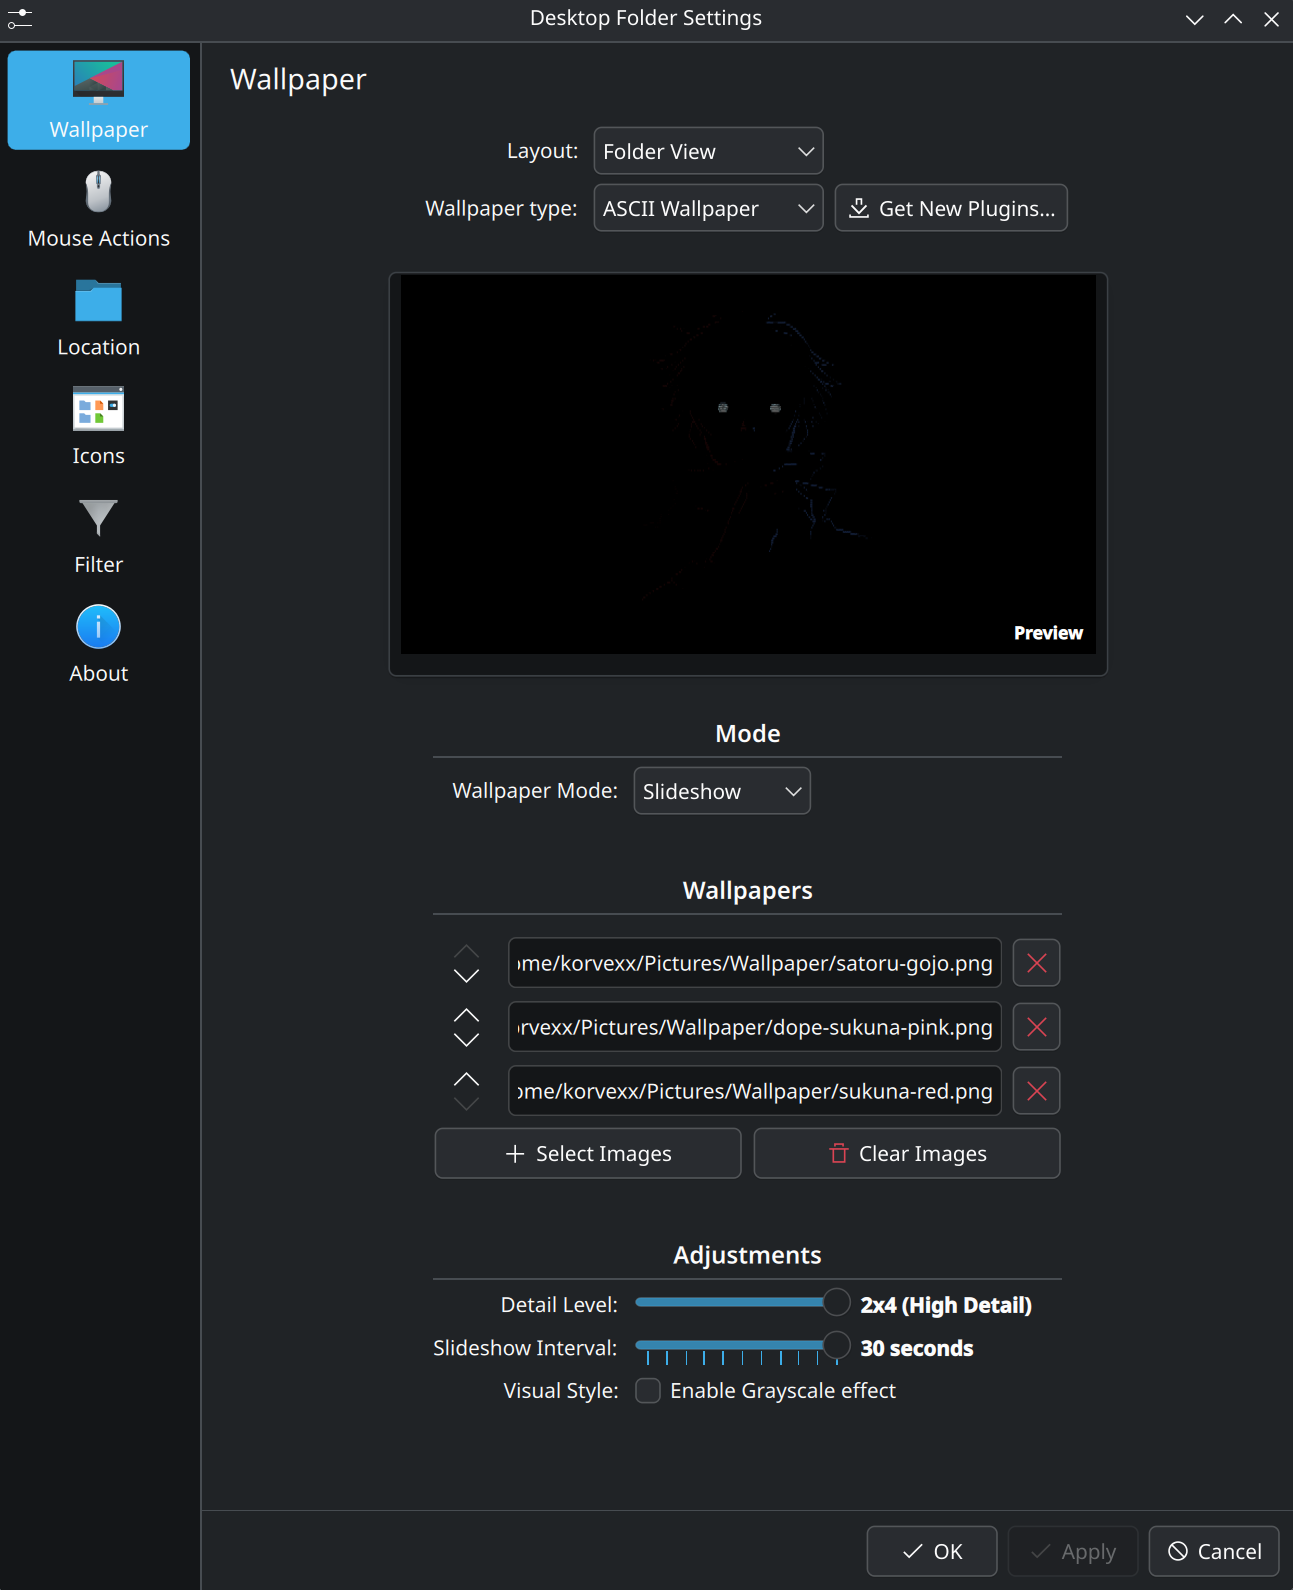 Desktop Folder Settings
Wallpaper
Mouse Actions
Location
Icons
Filter
About
Wallpaper
Layout: Folder View
Wallpaper type: ASCII Wallpaper Get New Plugins...
Preview
Mode
Wallpaper Mode: Slideshow
Wallpapers
ome/korvexx/Pictures/Wallpaper/satoru-gojo.png
orvexx/Pictures/Wallpaper/dope-sukuna-pink.png
ome/korvexx/Pictures/Wallpaper/sukuna-red.png
Select Images Clear Images
Adjustments
Detail Level: 2x4 (High Detail)
Slideshow Interval: 30 seconds
Visual Style: Enable Grayscale effect
OK Apply Cancel